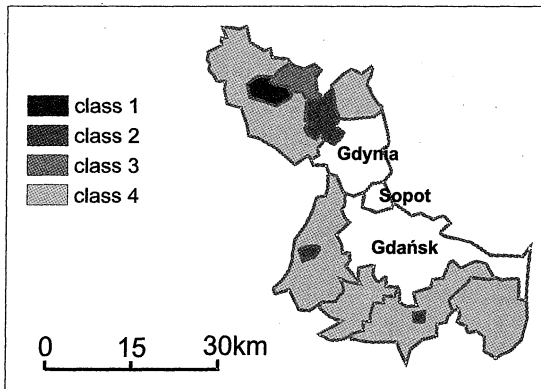 class 1
class 2
class 3
class 4
Gdynia
Sopot
Gdańsk
0 15 30km